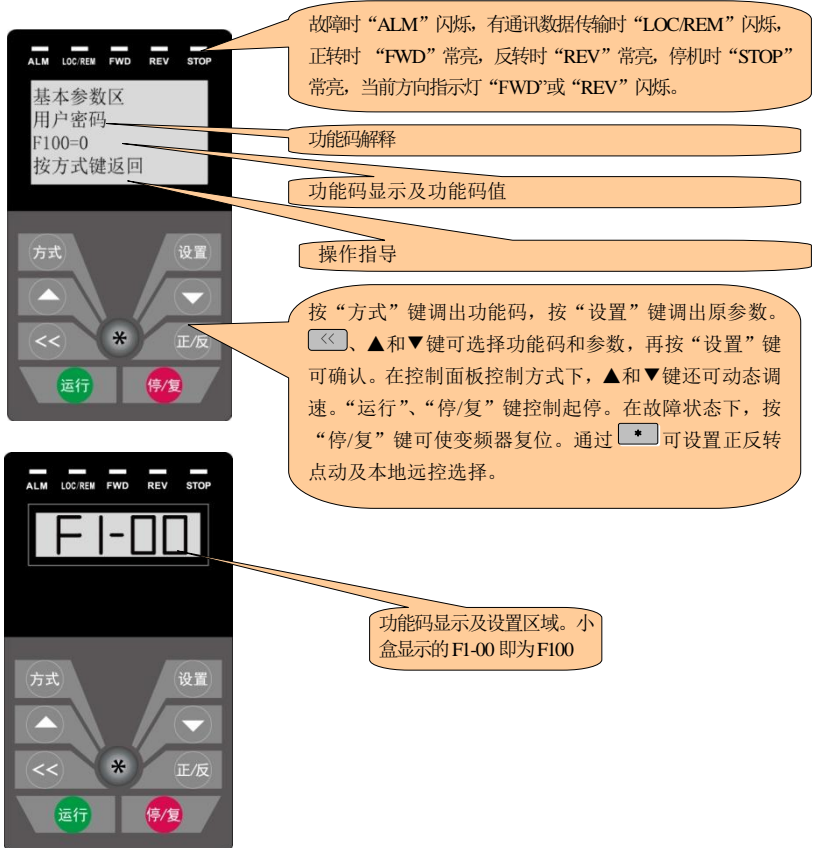 故障时“ALM”闪烁，有通讯数据传输时“LOC/REM”闪烁，
正转时 “FWD”常亮，反转时“REV”常亮，停机时“STOP”
常亮，当前方向指示灯“FWD”或“REV”闪烁。
ALM LOC/REM FWD REV STOP
基本参数区
用户密码
F100=0
按方式键返回
功能码解释
功能码显示及功能码值
操作指导
方式 设置
<< * 正/反
运行 停/复
按“方式”键调出功能码，按“设置”键调出原参数。
<<、▲和▼键可选择功能码和参数，再按“设置”键
可确认。在控制面板控制方式下，▲和▼键还可动态调
速。“运行”、“停/复”键控制起停。在故障状态下，按
“停/复”键可使变频器复位。通过 * 可设置正反转
点动及本地远控选择。
ALM LOC/REM FWD REV STOP
F1-00
功能码显示及设置区域。小
盒显示的F1-00 即为F100
方式 设置
<< * 正/反
运行 停/复